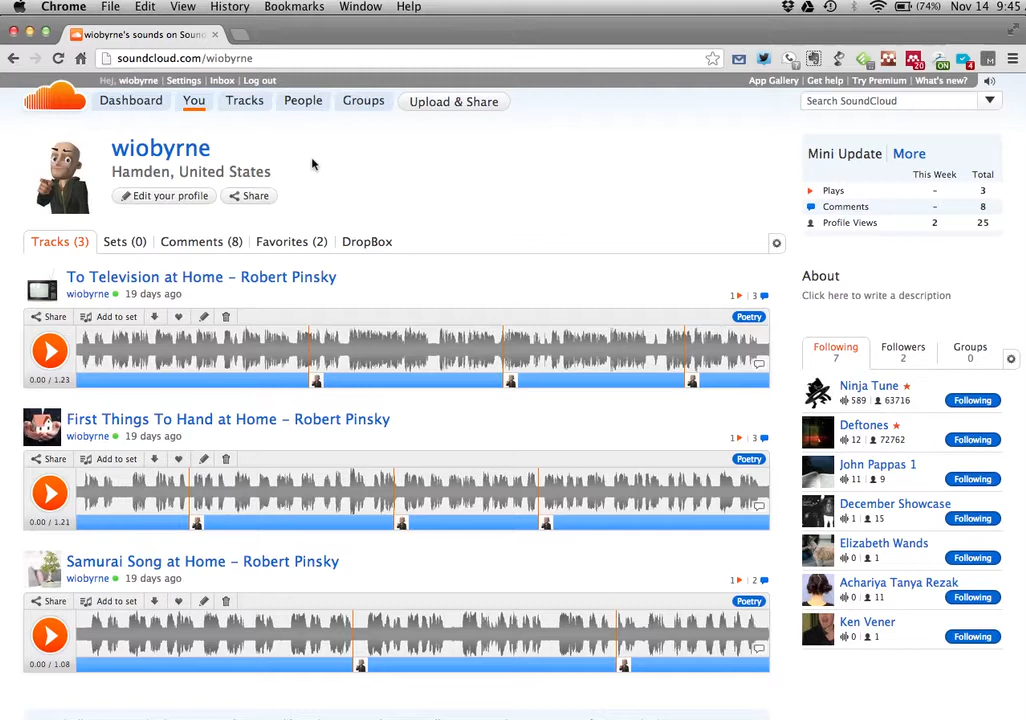 Chrome File Edit View History Bookmarks Window Help (74%) Nov 14 9:45
wiobyrne's sounds on Soun
soundcloud.com/wiobyrne
Hey, wiobyrne Settings Inbox Log out App Gallery Get help Try Premium What's new?
Dashboard You Tracks People Groups Upload & Share Search SoundCloud
wiobyrne
Hamden, United States
Edit your profile Share
Mini Update More
This Week Total
Plays - 3
Comments - 8
Profile Views 2 25
Tracks (3) Sets (0) Comments (8) Favorites (2) DropBox
To Television at Home – Robert Pinsky
wiobyrne 19 days ago 1 3
Share Add to set Poetry
0.00 / 1.23
First Things To Hand at Home – Robert Pinsky
wiobyrne 19 days ago 1 3
Share Add to set Poetry
0.00 / 1.21
Samurai Song at Home – Robert Pinsky
wiobyrne 19 days ago 1 2
Share Add to set Poetry
0.00 / 1.08
About
Click here to write a description
Following Followers Groups
7 2 0
Ninja Tune
589 63716 Following
Deftones
12 72762 Following
John Pappas 1
11 9 Following
December Showcase
1 15 Following
Elizabeth Wands
0 1 Following
Achariya Tanya Rezak
0 11 Following
Ken Vener
0 1 Following